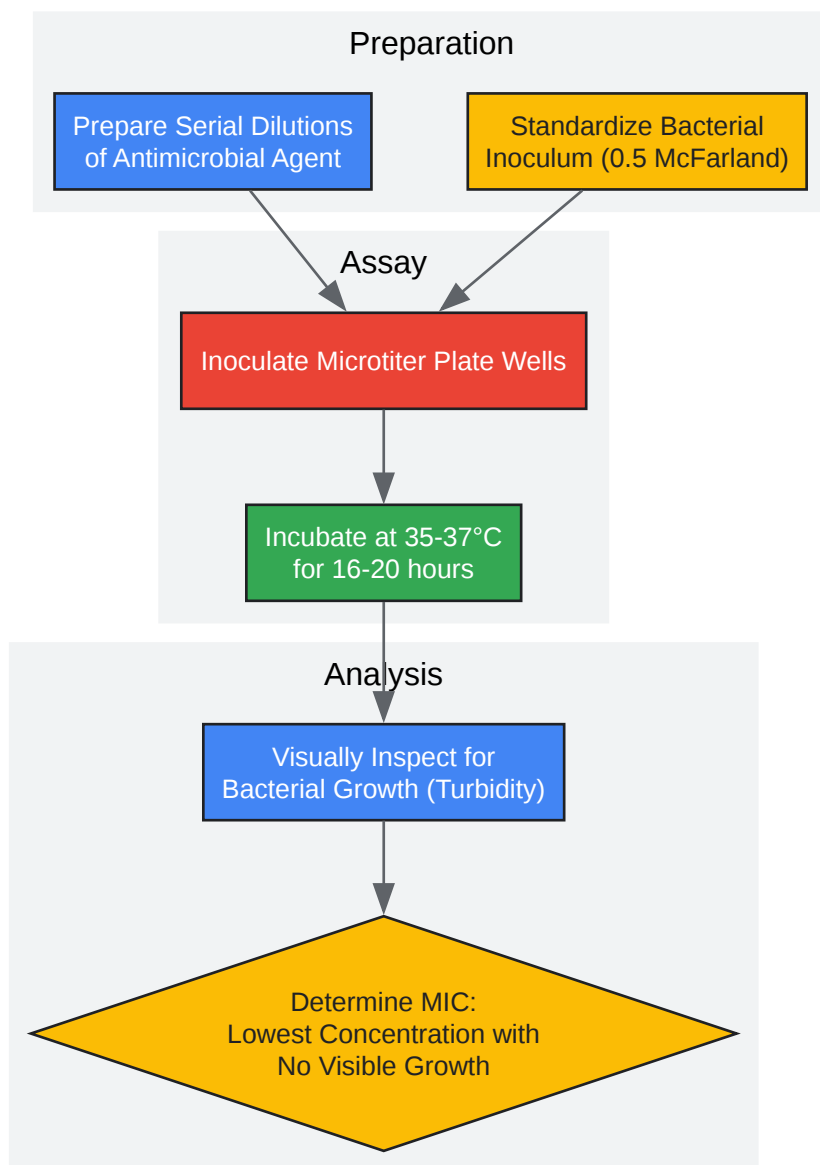 Preparation
Prepare Serial Dilutions
of Antimicrobial Agent
Standardize Bacterial
Inoculum (0.5 McFarland)
Assay
Inoculate Microtiter Plate Wells
Incubate at 35-37°C
for 16-20 hours
Analysis
Visually Inspect for
Bacterial Growth (Turbidity)
Determine MIC:
Lowest Concentration with
No Visible Growth